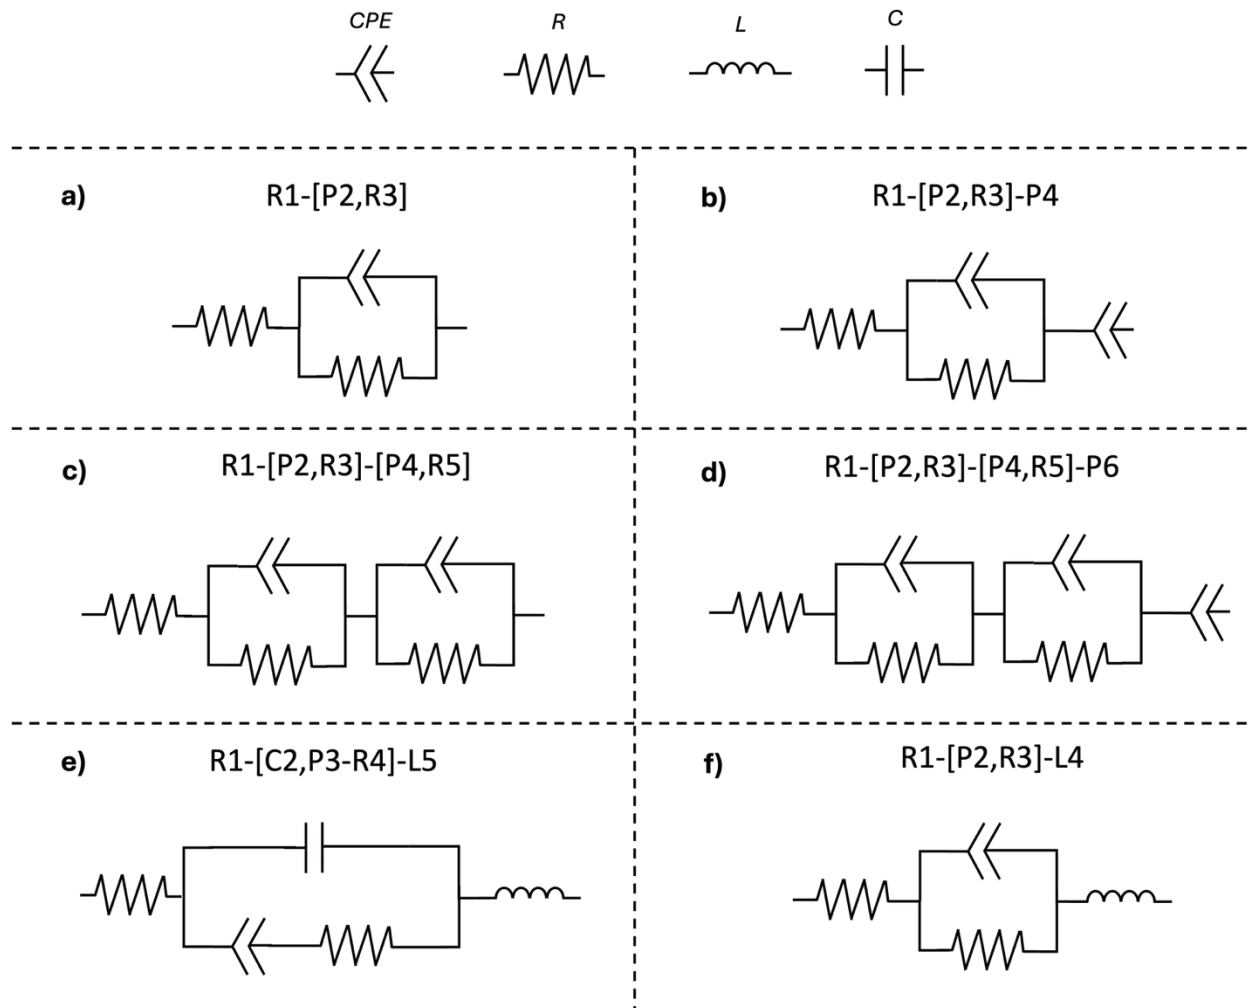 CPE
R
L
C
a)
R1-[P2,R3]
b)
R1-[P2,R3]-P4
c)
R1-[P2,R3]-[P4,R5]
d)
R1-[P2,R3]-[P4,R5]-P6
e)
R1-[C2,P3-R4]-L5
f)
R1-[P2,R3]-L4